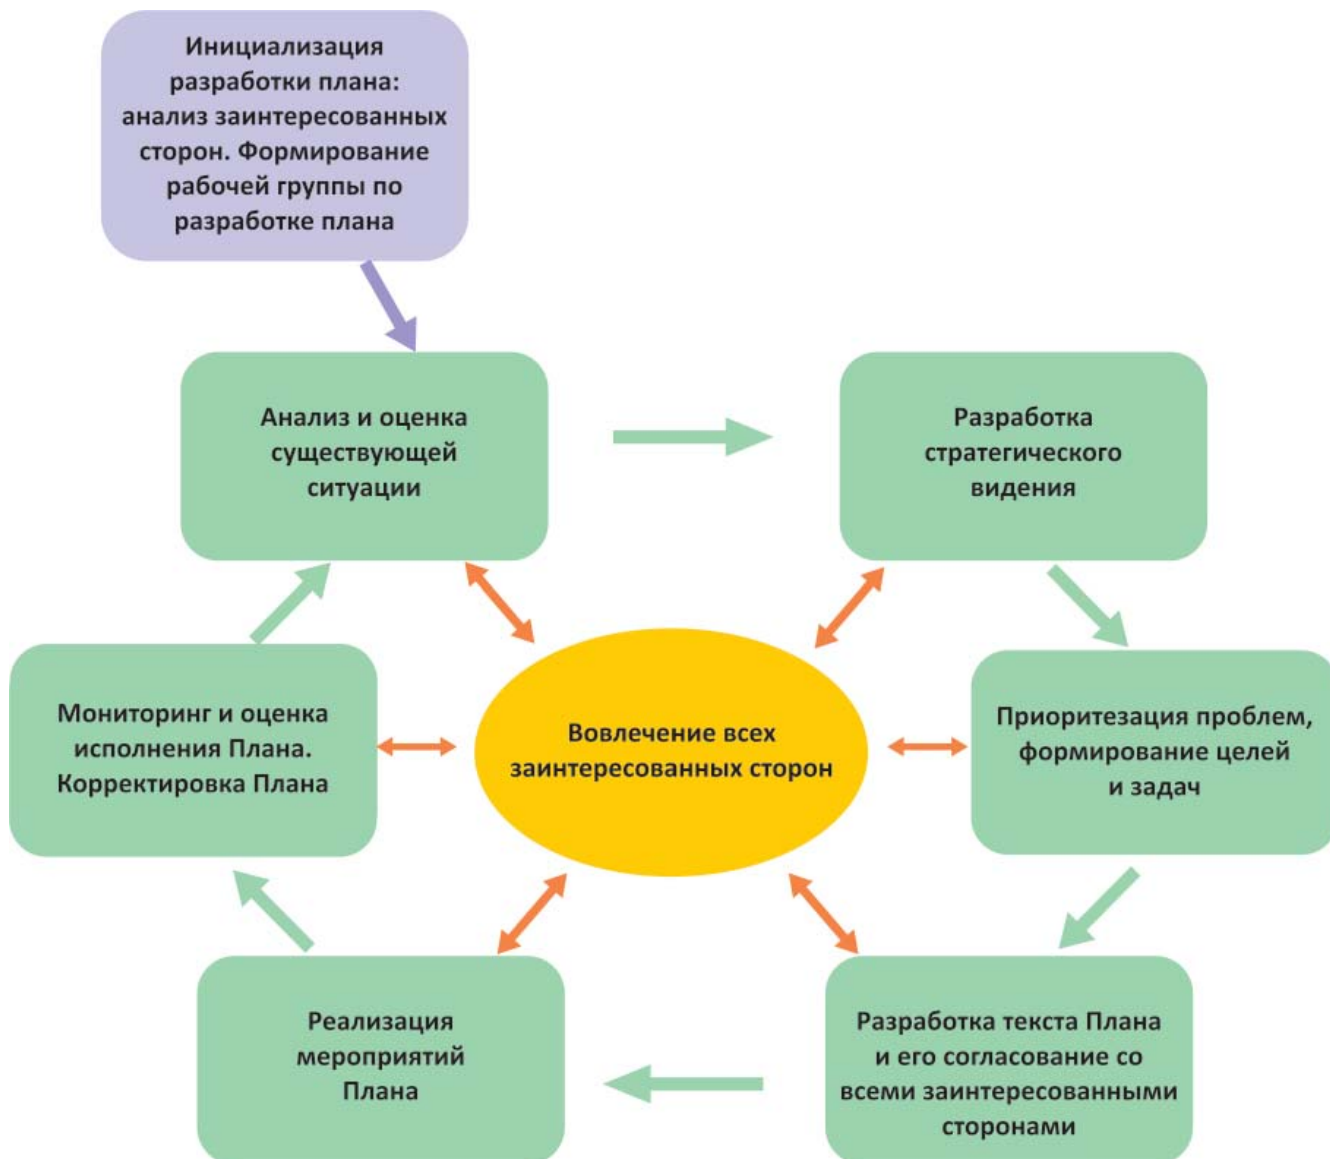 Инициализация
разработки плана:
анализ заинтересованных
сторон. Формирование
рабочей группы по
разработке плана
Анализ и оценка
существующей
ситуации
Разработка
стратегического
видения
Мониторинг и оценка
исполнения Плана.
Корректировка Плана
Вовлечение всех
заинтересованных сторон
Приоритезация проблем,
формирование целей
и задач
Реализация
мероприятий
Плана
Разработка текста Плана
и его согласование со
всеми заинтересованными
сторонами